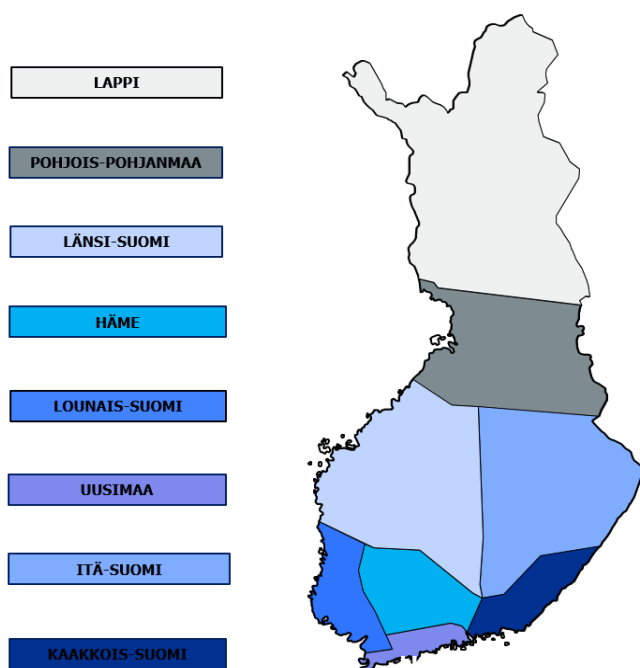 LAPPI
POHJOIS-POHJANMAA
LÄNSI-SUOMI
HÄME
LOUNAIS-SUOMI
UUSIMAA
ITÄ-SUOMI
KAAKKOIS-SUOMI